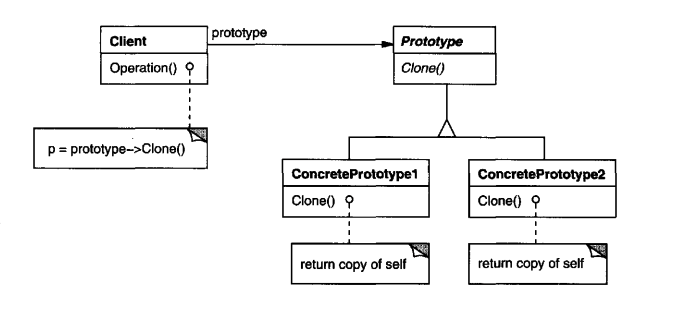 Client
prototype
Prototype
Operation()
Clone()
p = prototype->Clone()
ConcretePrototype1
ConcretePrototype2
Clone()
Clone()
return copy of self
return copy of self